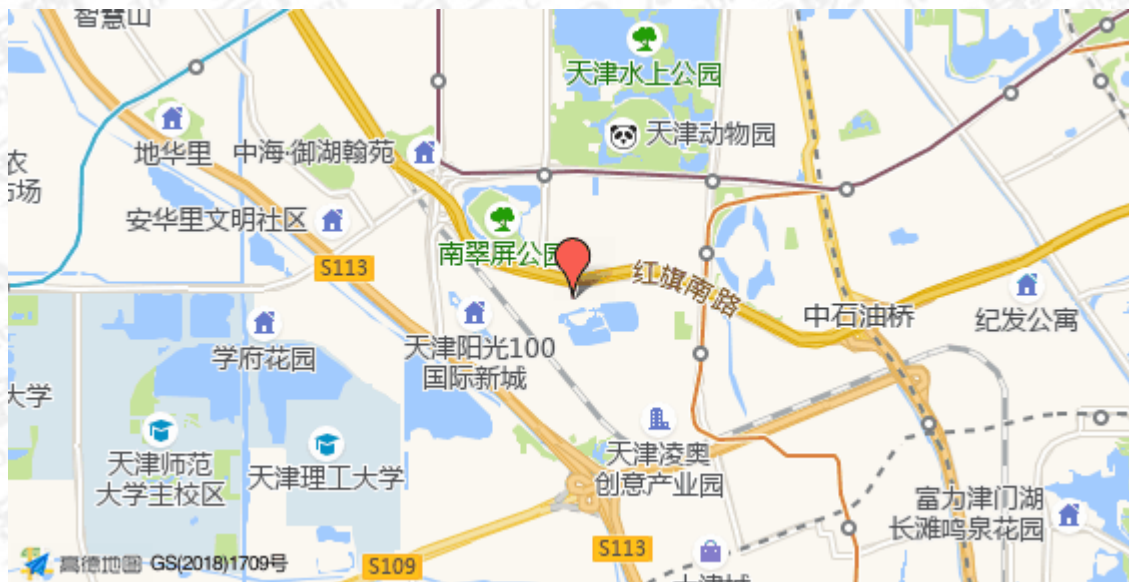 智慧山
天津水上公园
天津动物园
地华里
中海·御湖翰苑
农
市场
安华里文明社区
南翠屏公园
S113
红旗南路
中石油桥
纪发公寓
学府花园
天津阳光100
国际新城
大学
天津师范
大学主校区
天津理工大学
天津凌奥
创意产业园
富力津门湖
长滩鸣泉花园
S113
S109
高德地图 GS(2018)1709号